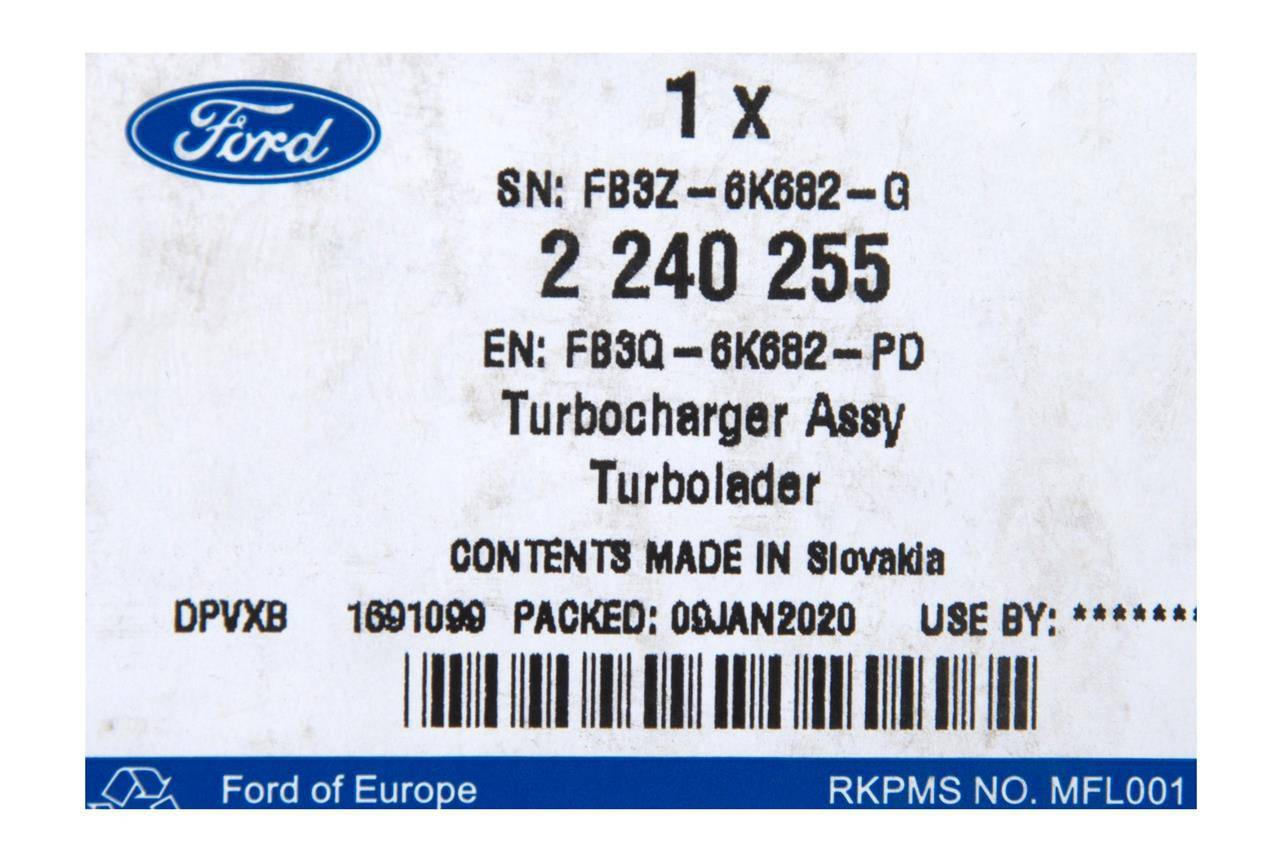 Ford
1 x
SN: FB3Z-6K682-G
2 240 255
EN: FB3Q-6K682-PD
Turbocharger Assy
Turbolader
CONTENTS MADE IN Slovakia
DPVXB 1691099 PACKED: 09JAN2020 USE BY: *******
Ford of Europe RKPMS NO. MFL001